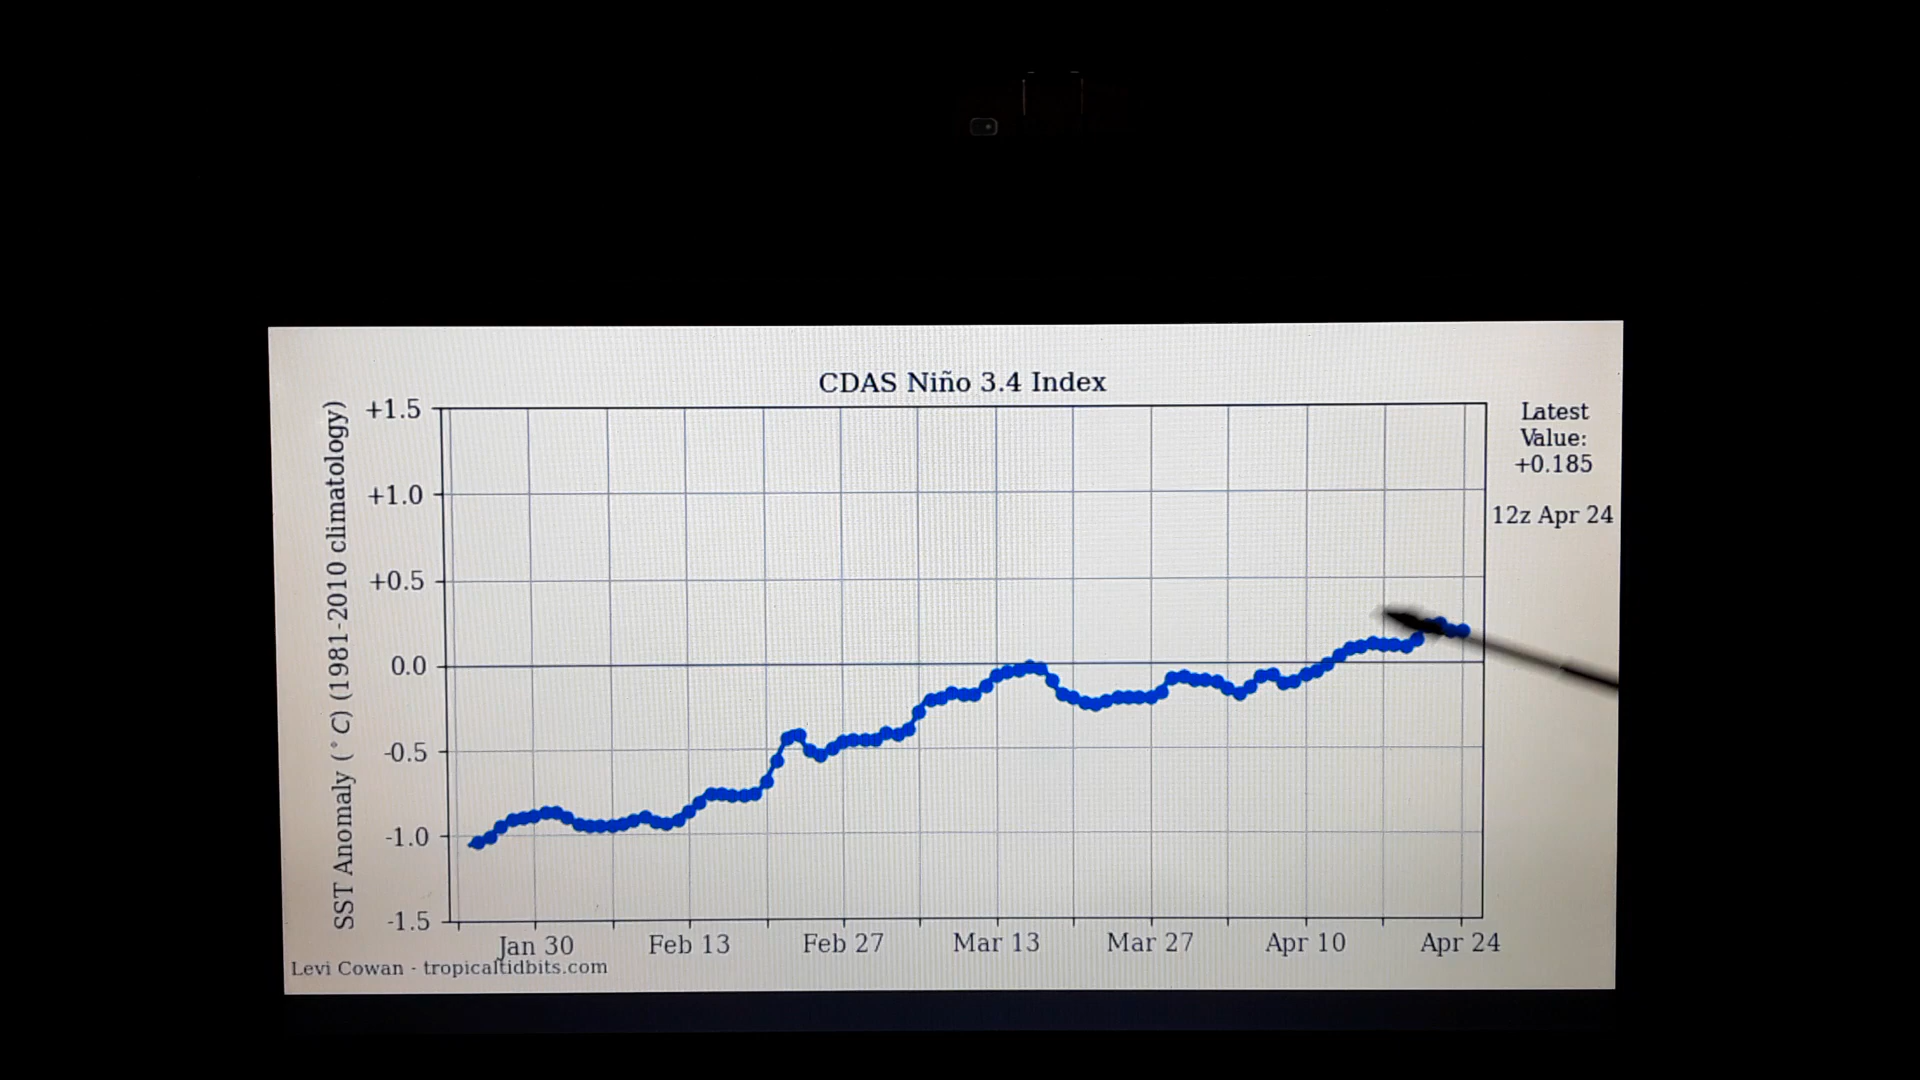 CDAS Niño 3.4 Index
SST Anomaly (°C) (1981-2010 climatology)
+1.5
+1.0
+0.5
0.0
-0.5
-1.0
-1.5
Jan 30
Feb 13
Feb 27
Mar 13
Mar 27
Apr 10
Apr 24
Latest
Value:
+0.185
12z Apr 24
Levi Cowan - tropicaltidbits.com